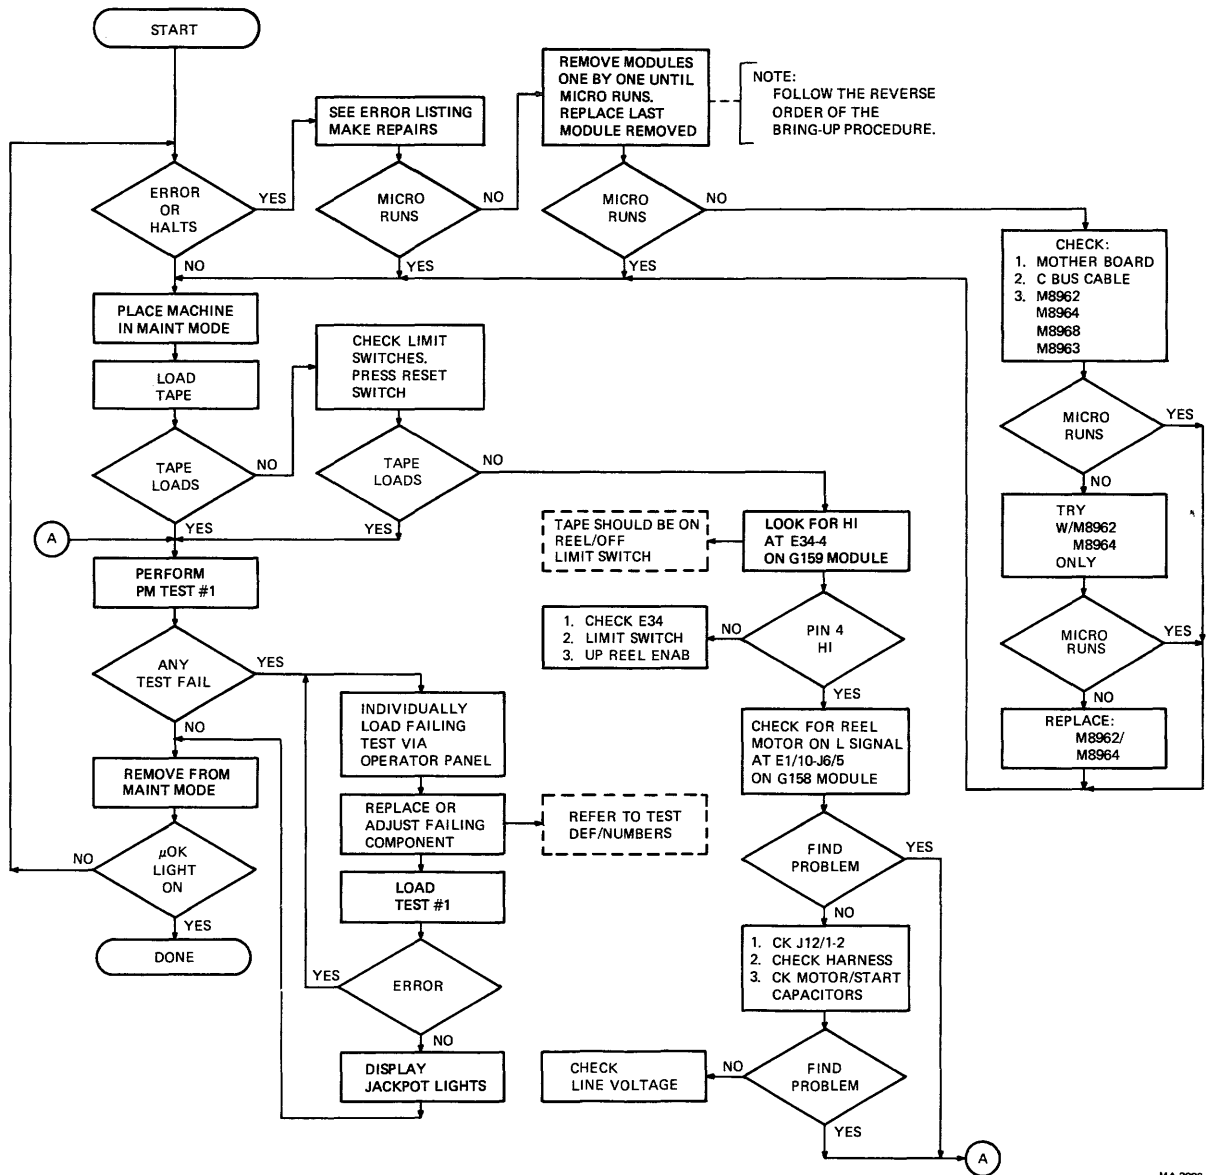 START
REMOVE MODULES
ONE BY ONE UNTIL
MICRO RUNS.
REPLACE LAST
MODULE REMOVED
NOTE:
FOLLOW THE REVERSE
ORDER OF THE
BRING-UP PROCEDURE.
SEE ERROR LISTING
MAKE REPAIRS
ERROR
OR
HALTS
YES
NO
MICRO
RUNS
NO
YES
MICRO
RUNS
NO
YES
CHECK:
1. MOTHER BOARD
2. C BUS CABLE
3. M8962
M8964
M8968
M8963
MICRO
RUNS
YES
NO
TRY
W/M8962
M8964
ONLY
MICRO
RUNS
YES
NO
REPLACE:
M8962/
M8964
PLACE MACHINE
IN MAINT MODE
LOAD
TAPE
TAPE
LOADS
NO
YES
CHECK LIMIT
SWITCHES.
PRESS RESET
SWITCH
TAPE
LOADS
NO
YES
A
PERFORM
PM TEST #1
ANY
TEST FAIL
YES
NO
REMOVE FROM
MAINT MODE
µOK
LIGHT
ON
NO
YES
DONE
INDIVIDUALLY
LOAD FAILING
TEST VIA
OPERATOR PANEL
REPLACE OR
ADJUST FAILING
COMPONENT
REFER TO TEST
DEF/NUMBERS
LOAD
TEST #1
ERROR
YES
NO
DISPLAY
JACKPOT LIGHTS
TAPE SHOULD BE ON
REEL/OFF
LIMIT SWITCH
LOOK FOR HI
AT E34-4
ON G159 MODULE
PIN 4
HI
NO
YES
1. CHECK E34
2. LIMIT SWITCH
3. UP REEL ENAB
CHECK FOR REEL
MOTOR ON L SIGNAL
AT E1/10-J6/5
ON G158 MODULE
FIND
PROBLEM
YES
NO
1. CK J12/1-2
2. CHECK HARNESS
3. CK MOTOR/START
CAPACITORS
FIND
PROBLEM
NO
YES
CHECK
LINE VOLTAGE
A